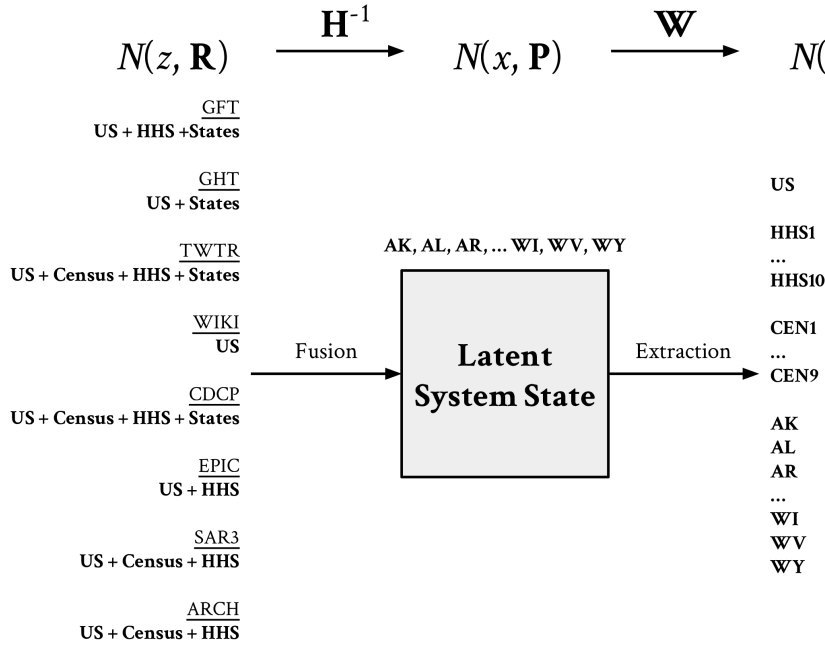 N(z, R) H⁻¹ N(x, P) W N(
GFT
US + HHS +States
GHT
US + States
TWTR
US + Census + HHS + States
WIKI
US
CDCP
US + Census + HHS + States
EPIC
US + HHS
SAR3
US + Census + HHS
ARCH
US + Census + HHS
Fusion
AK, AL, AR, ... WI, WV, WY
Latent
System State
Extraction
US
HHS1
...
HHS10
CEN1
...
CEN9
AK
AL
AR
...
WI
WV
WY